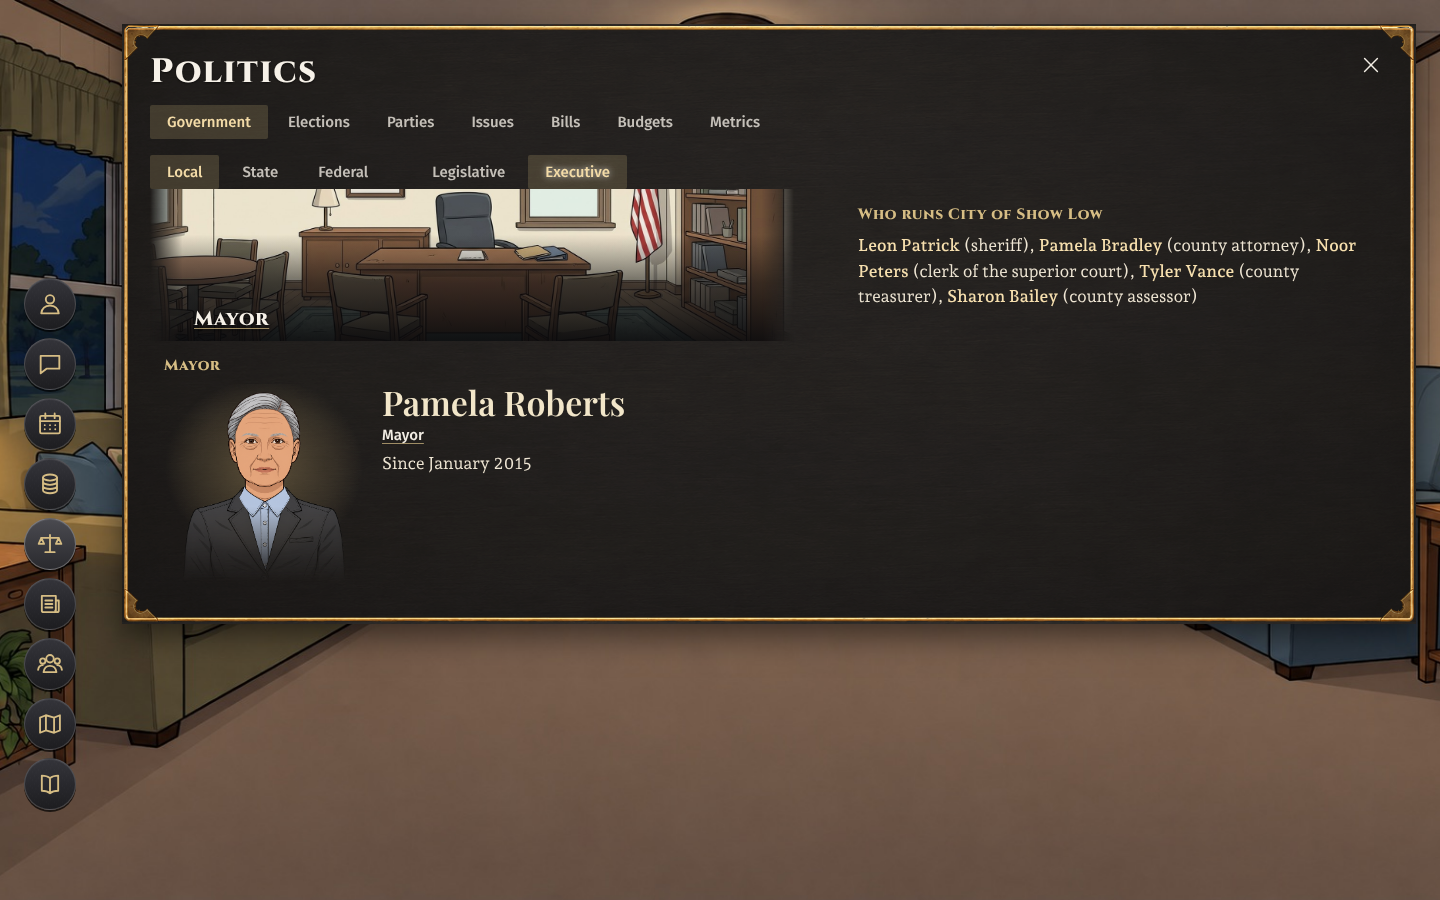 Politics
Government Elections Parties Issues Bills Budgets Metrics
Local State Federal Legislative Executive
Mayor
Mayor
Pamela Roberts
Mayor
Since January 2015
Who runs City of Show Low
Leon Patrick (sheriff), Pamela Bradley (county attorney), Noor
Peters (clerk of the superior court), Tyler Vance (county
treasurer), Sharon Bailey (county assessor)